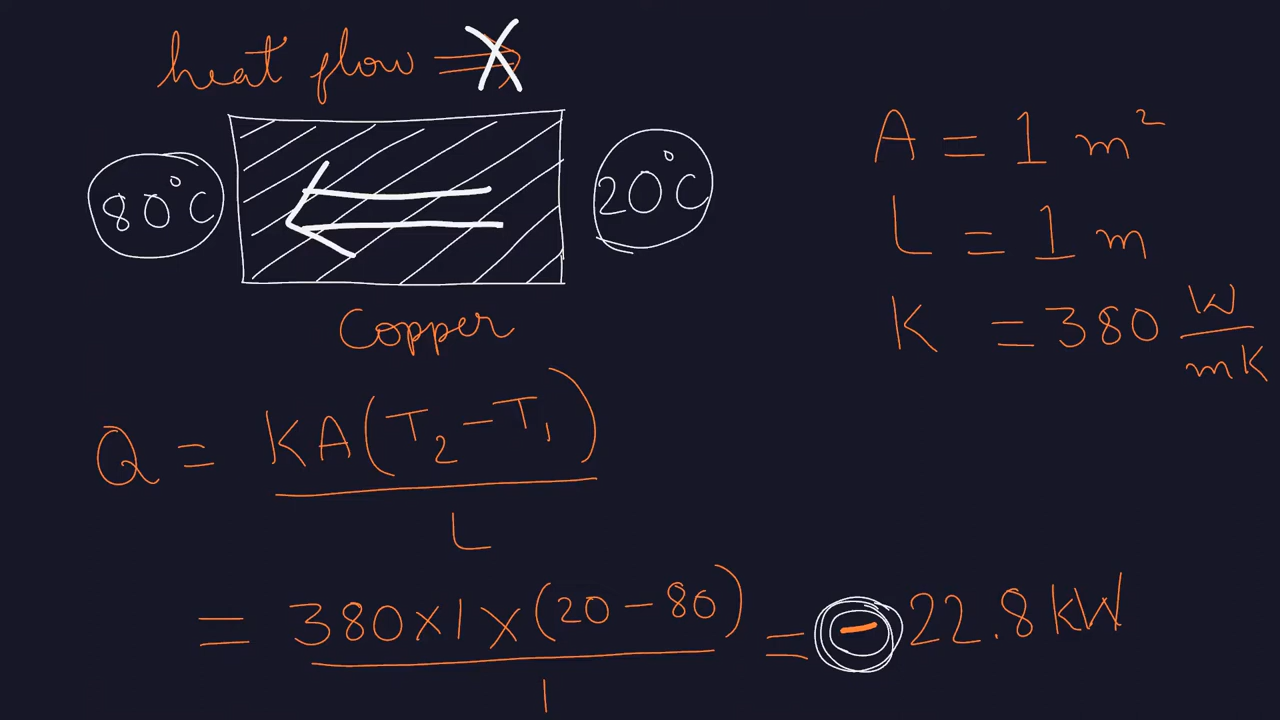 heat flow ⇒
80°C
20°C
Copper
A = 1 m²
L = 1 m
K = 380 W/mK
Q = KA(T₂ - T₁)
L
= 380 × 1 × (20 - 80) = - 22.8 kW
1